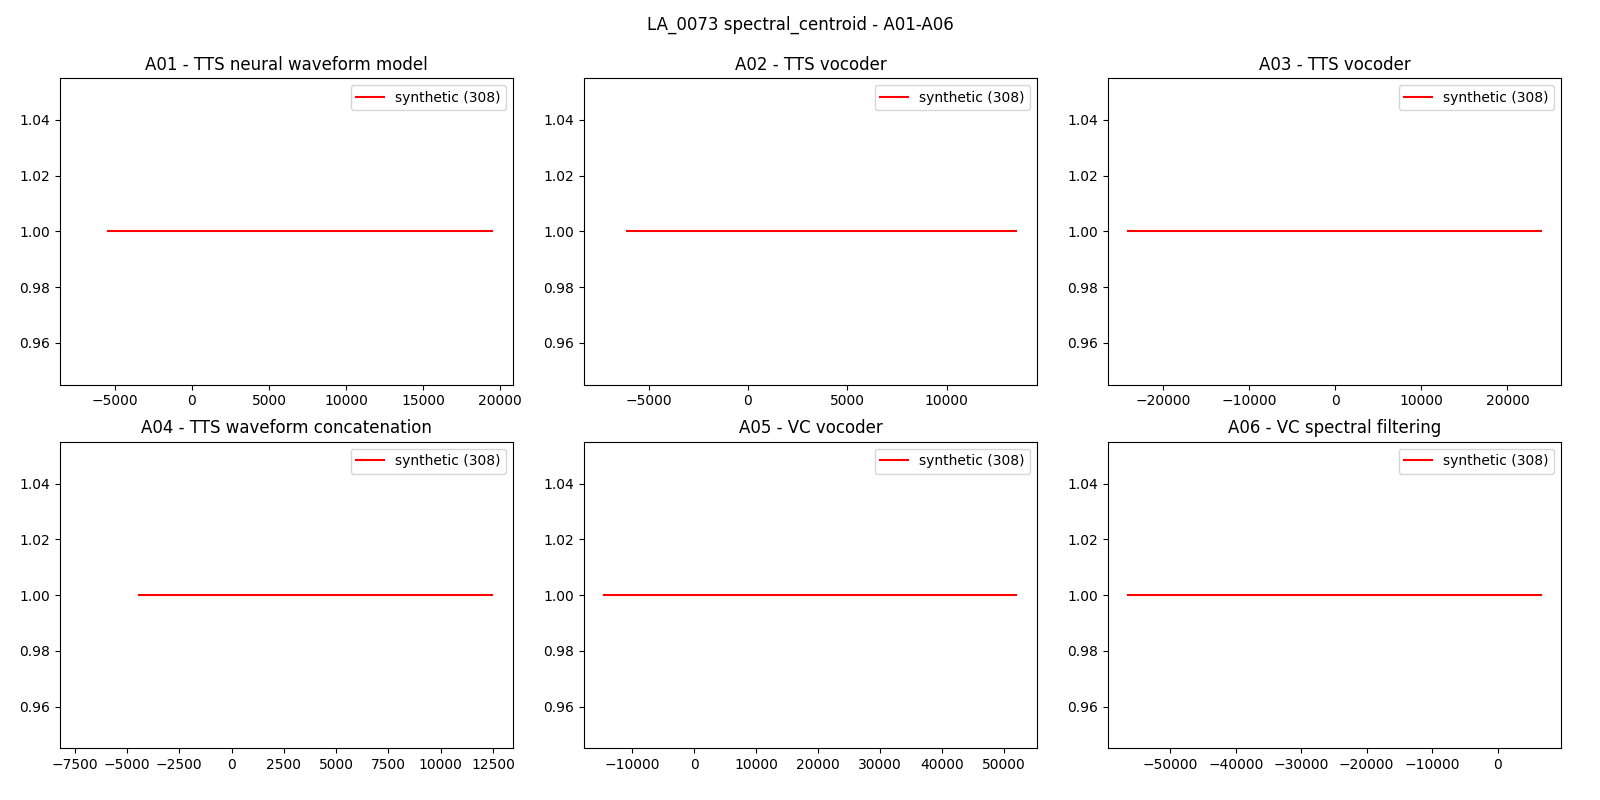 LA_0073 spectral_centroid - A01-A06
A01 - TTS neural waveform model
synthetic (308)
1.04
1.02
1.00
0.98
0.96
−5000 0 5000 10000 15000 20000
A02 - TTS vocoder
synthetic (308)
1.04
1.02
1.00
0.98
0.96
−5000 0 5000 10000
A03 - TTS vocoder
synthetic (308)
1.04
1.02
1.00
0.98
0.96
−20000 −10000 0 10000 20000
A04 - TTS waveform concatenation
synthetic (308)
1.04
1.02
1.00
0.98
0.96
−7500 −5000 −2500 0 2500 5000 7500 10000 12500
A05 - VC vocoder
synthetic (308)
1.04
1.02
1.00
0.98
0.96
−10000 0 10000 20000 30000 40000 50000
A06 - VC spectral filtering
synthetic (308)
1.04
1.02
1.00
0.98
0.96
−50000 −40000 −30000 −20000 −10000 0